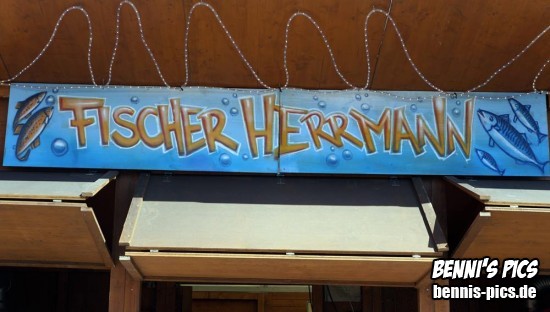 FISCHER HERRMANN
BENNI'S PICS
bennis-pics.de